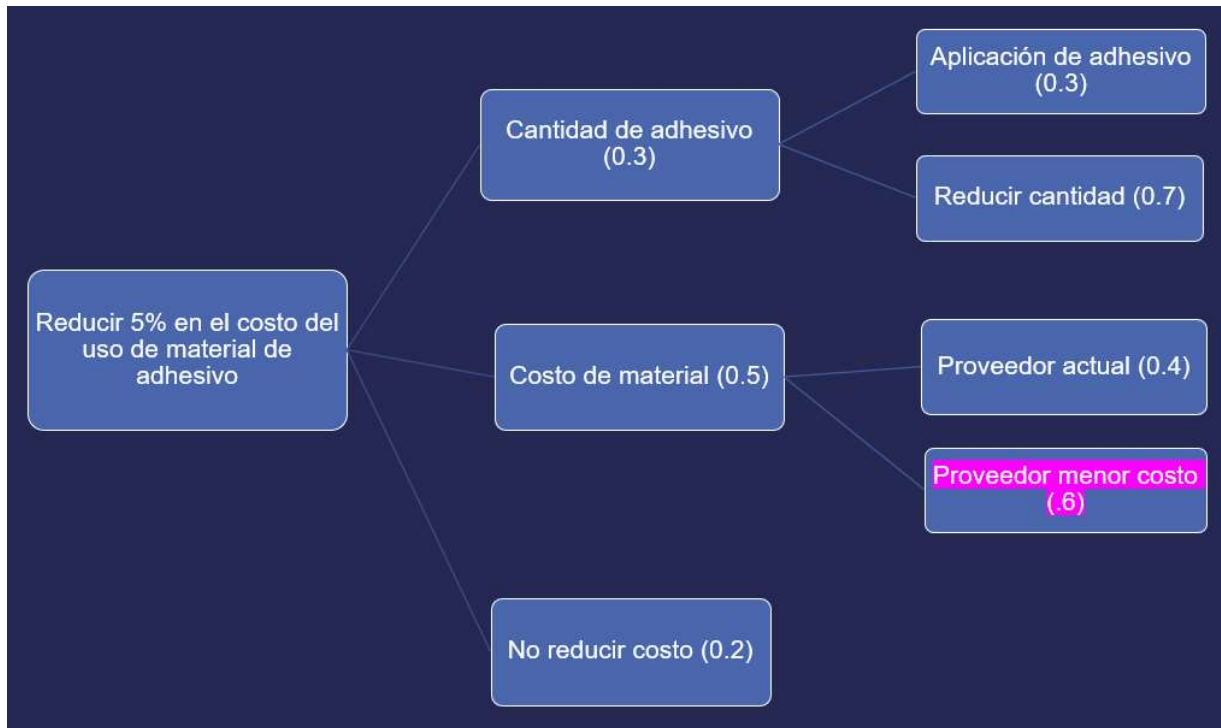 Reducir 5% en el costo del
uso de material de
adhesivo
Cantidad de adhesivo
(0.3)
Aplicación de adhesivo
(0.3)
Reducir cantidad (0.7)
Costo de material (0.5)
Proveedor actual (0.4)
Proveedor menor costo
(.6)
No reducir costo (0.2)